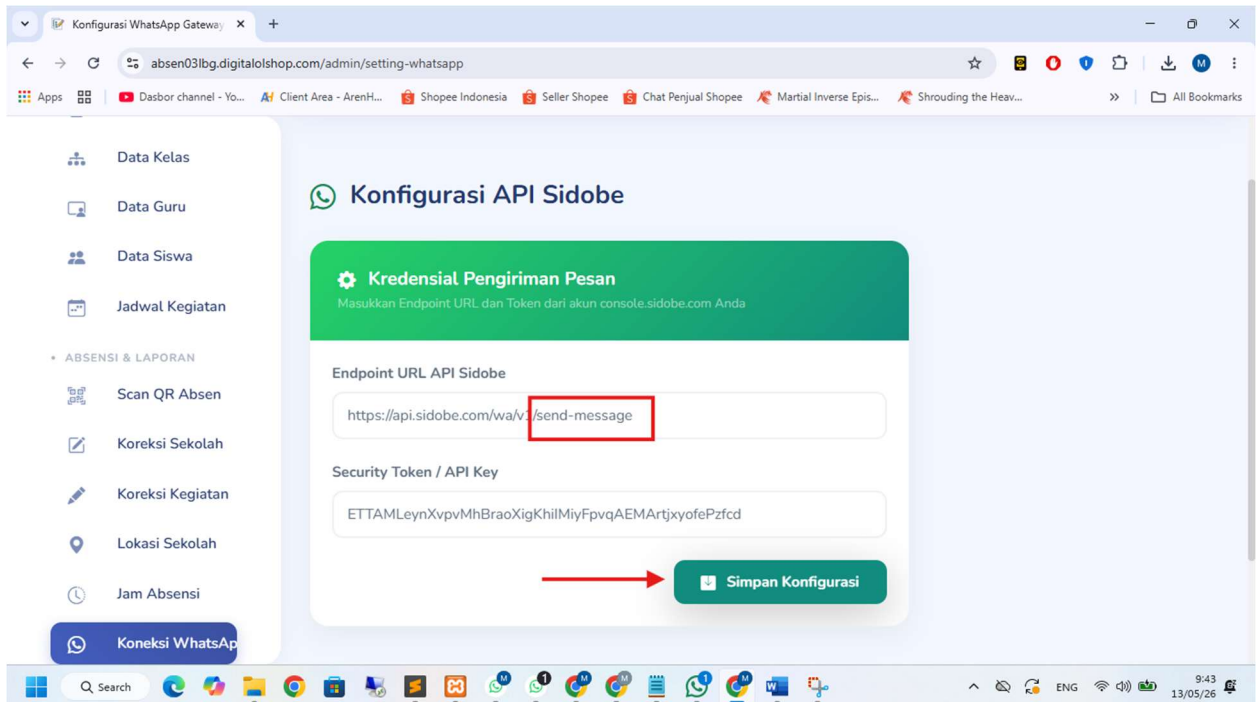 Konfigurasi WhatsApp Gateway
absen03lbg.digitalolshop.com/admin/setting-whatsapp
M
Apps
Dasbor channel - Yo...
Client Area - ArenH...
Shopee Indonesia
Seller Shopee
Chat Penjual Shopee
Martial Inverse Epis...
Shrouding the Heav...
All Bookmarks
Data Kelas
Data Guru
Data Siswa
Jadwal Kegiatan
ABSENSI & LAPORAN
Scan QR Absen
Koreksi Sekolah
Koreksi Kegiatan
Lokasi Sekolah
Jam Absensi
Koneksi WhatsAp
Konfigurasi API Sidobe
Kredensial Pengiriman Pesan
Masukkan Endpoint URL dan Token dari akun console.sidobe.com Anda
Endpoint URL API Sidobe
https://api.sidobe.com/wa/v1/send-message
Security Token / API Key
ETTAMLeynXvpvMhBraoXigKhilMiyFpvqAEMArtjxyofePzfcd
Simpan Konfigurasi
Search
ENG
9:43
13/05/26